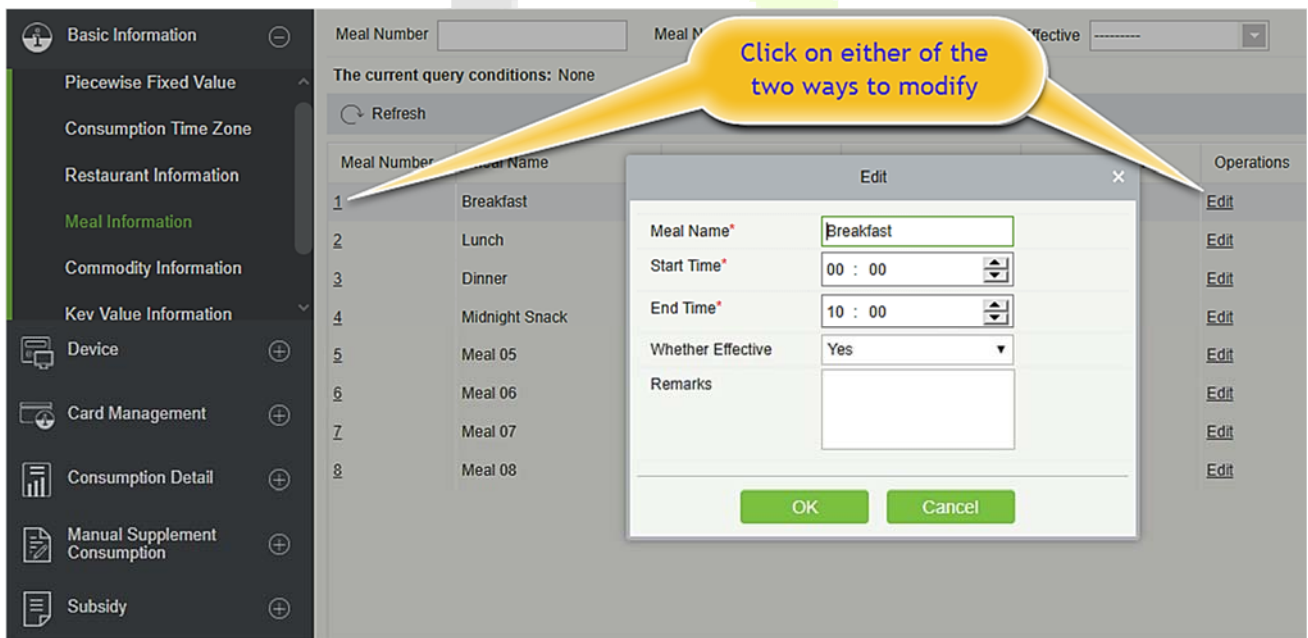 Basic Information
Piecewise Fixed Value
Consumption Time Zone
Restaurant Information
Meal Information
Commodity Information
Key Value Information
Device
Card Management
Consumption Detail
Manual Supplement
Consumption
Subsidy
Meal Number
Meal N
ffective ---------
Click on either of the
two ways to modify
The current query conditions: None
Refresh
Meal Number Meal Name Operations
1 Breakfast Edit
2 Lunch Edit
3 Dinner Edit
4 Midnight Snack Edit
5 Meal 05 Edit
6 Meal 06 Edit
7 Meal 07 Edit
8 Meal 08 Edit
Edit
Meal Name* Breakfast
Start Time* 00 : 00
End Time* 10 : 00
Whether Effective Yes
Remarks
OK Cancel